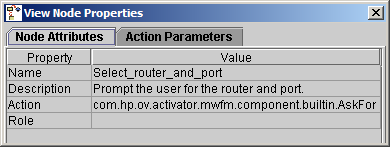 View Node Properties
Node Attributes Action Parameters
Property Value
Name Select_router_and_port
Description Prompt the user for the router and port.
Action com.hp.ov.activator.mwfm.component.builtin.AskFor
Role